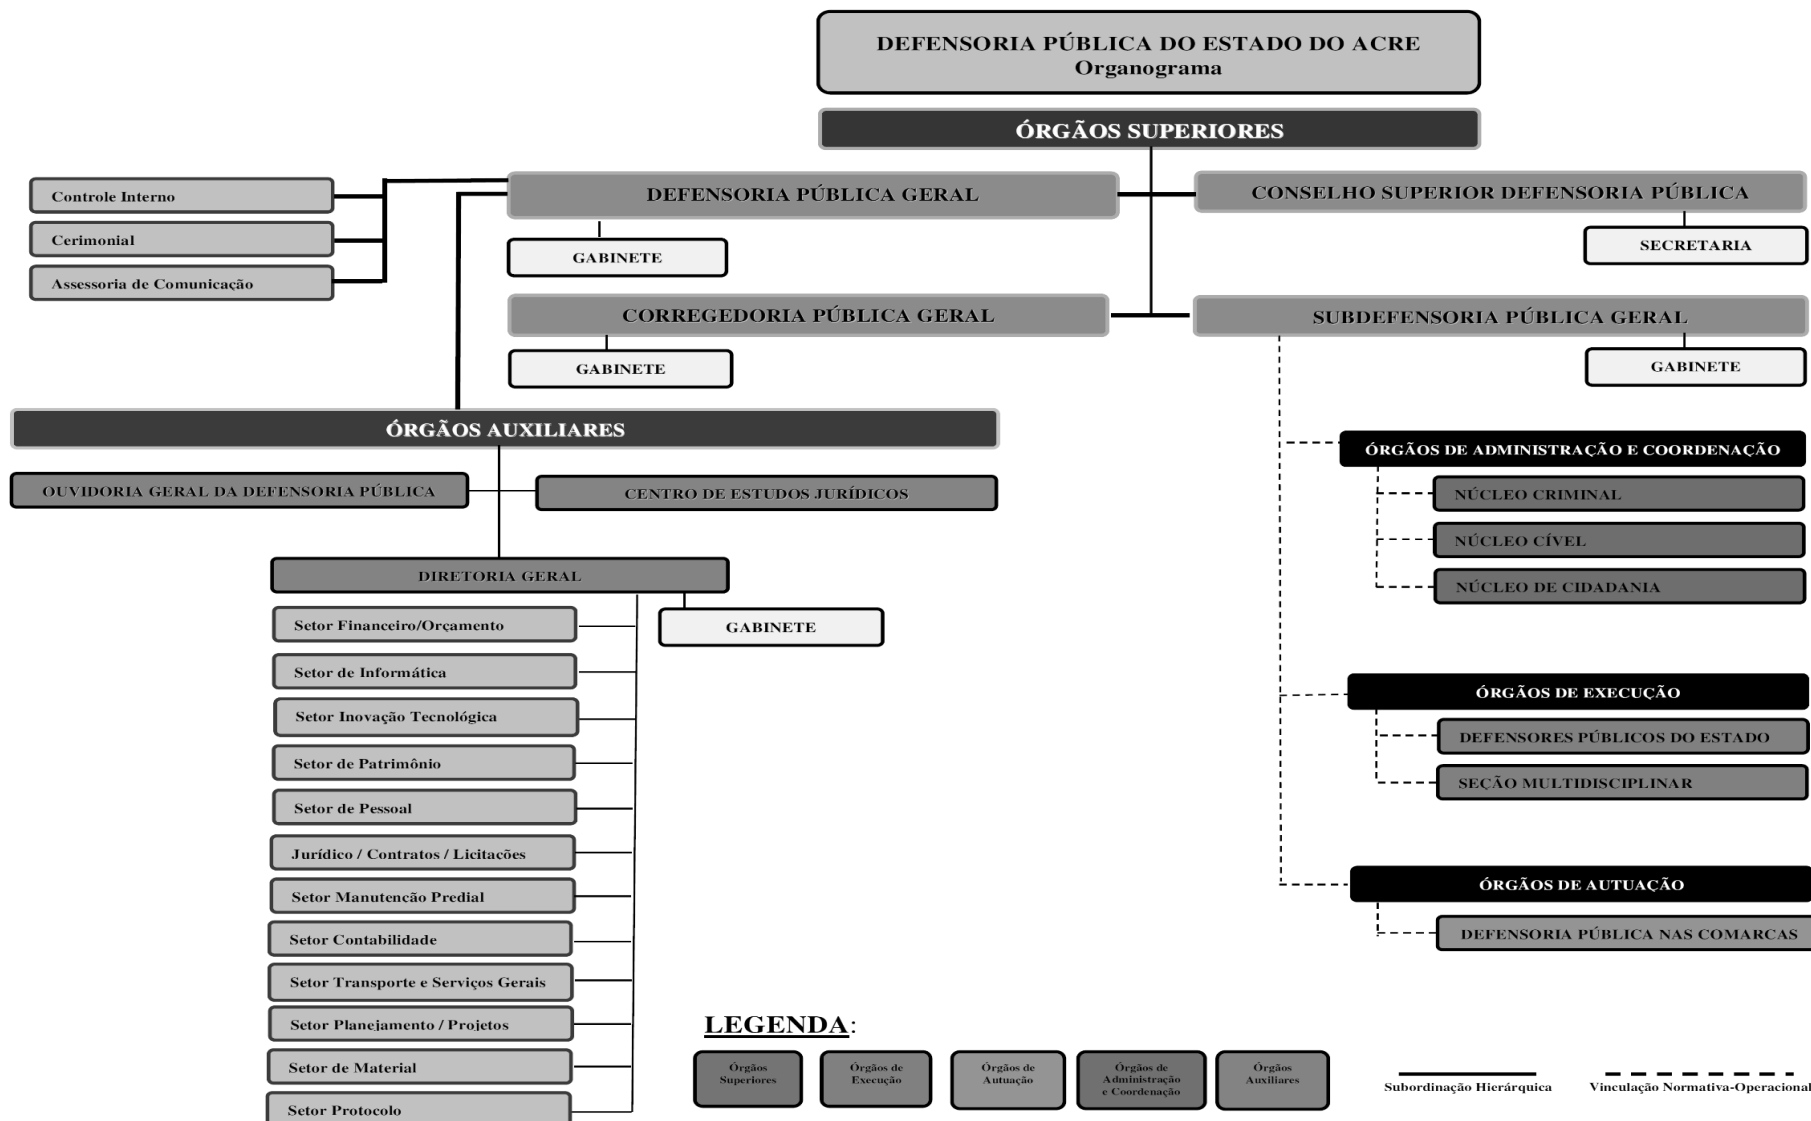 DEFENSORIA PÚBLICA DO ESTADO DO ACRE
Organograma
ÓRGÃOS SUPERIORES
DEFENSORIA PÚBLICA GERAL
CONSELHO SUPERIOR DEFENSORIA PÚBLICA
Controle Interno
Cerimonial
Assessoria de Comunicação
GABINETE
SECRETARIA
CORREGEDORIA PÚBLICA GERAL
SUBDEFENSORIA PÚBLICA GERAL
GABINETE
GABINETE
ÓRGÃOS AUXILIARES
OUVIDORIA GERAL DA DEFENSORIA PÚBLICA
CENTRO DE ESTUDOS JURÍDICOS
DIRETORIA GERAL
GABINETE
Setor Financeiro/Orçamento
Setor de Informática
Setor Inovação Tecnológica
Setor de Patrimônio
Setor de Pessoal
Jurídico / Contratos / Licitacões
Setor Manutencão Predial
Setor Contabilidade
Setor Transporte e Serviços Gerais
Setor Planejamento / Projetos
Setor de Material
Setor Protocolo
ÓRGÃOS DE ADMINISTRAÇÃO E COORDENAÇÃO
NÚCLEO CRIMINAL
NÚCLEO CÍVEL
NÚCLEO DE CIDADANIA
ÓRGÃOS DE EXECUÇÃO
DEFENSORES PÚBLICOS DO ESTADO
SEÇÃO MULTIDISCIPLINAR
ÓRGÃOS DE AUTUAÇÃO
DEFENSORIA PÚBLICA NAS COMARCAS
LEGENDA:
Órgãos
Superiores
Órgãos de
Execução
Órgãos de
Autuação
Órgãos de
Administração
e Coordenação
Órgãos
Auxiliares
Subordinação Hierárquica
Vinculação Normativa-Operacional